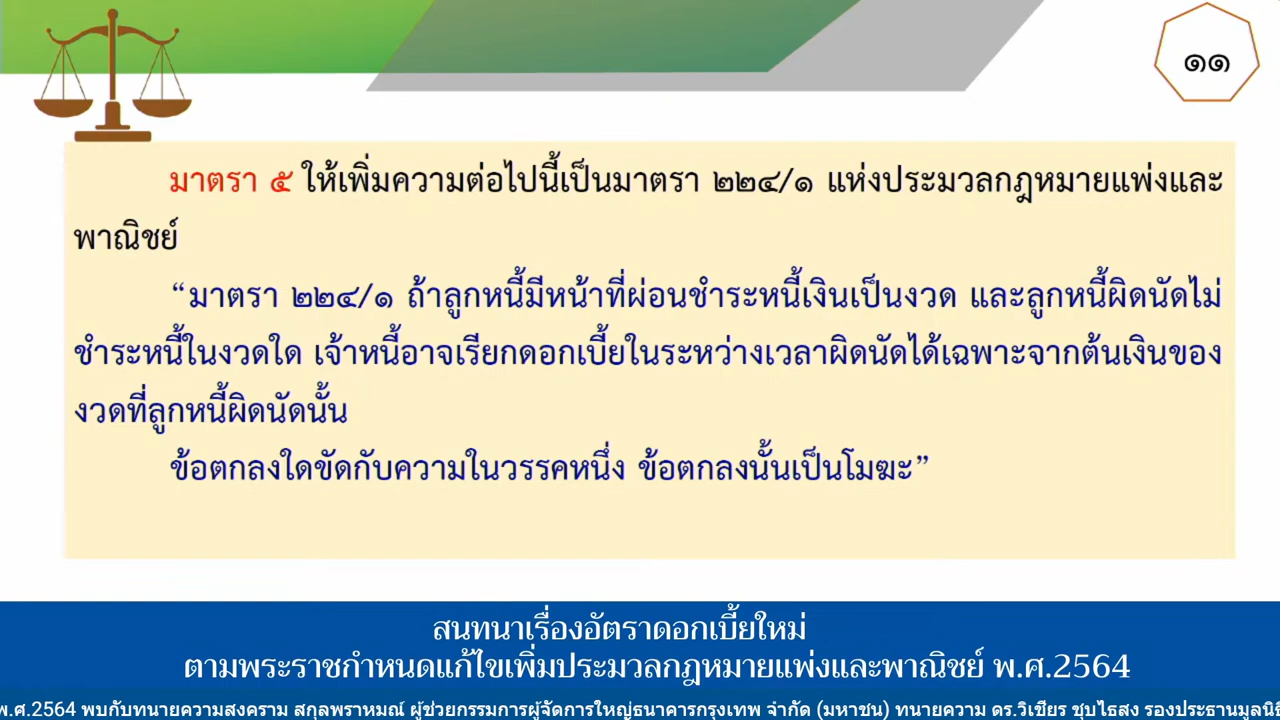 ๑๑
มาตรา ๕ ให้เพิ่มความต่อไปนี้เป็นมาตรา ๒๒๔/๑ แห่งประมวลกฎหมายแพ่งและ
พาณิชย์
“มาตรา ๒๒๔/๑ ถ้าลูกหนี้มีหน้าที่ผ่อนชำระหนี้เงินเป็นงวด และลูกหนี้ผิดนัดไม่
ชำระหนี้ในงวดใด เจ้าหนี้อาจเรียกดอกเบี้ยในระหว่างเวลาผิดนัดได้เฉพาะจากต้นเงินของ
งวดที่ลูกหนี้ผิดนัดนั้น
ข้อตกลงใดขัดกับความในวรรคหนึ่ง ข้อตกลงนั้นเป็นโมฆะ”
สนทนาเรื่องอัตราดอกเบี้ยใหม่
ตามพระราชกำหนดแก้ไขเพิ่มประมวลกฎหมายแพ่งและพาณิชย์ พ.ศ.2564
พ.ศ.2564 พบกับทนายความสงคราม สกุลพราหมณ์ ผู้ช่วยกรรมการผู้จัดการใหญ่ธนาคารกรุงเทพ จำกัด (มหาชน) ทนายความ ดร.วิเชียร ชุบไธสง รองประธานมูลนิธิ